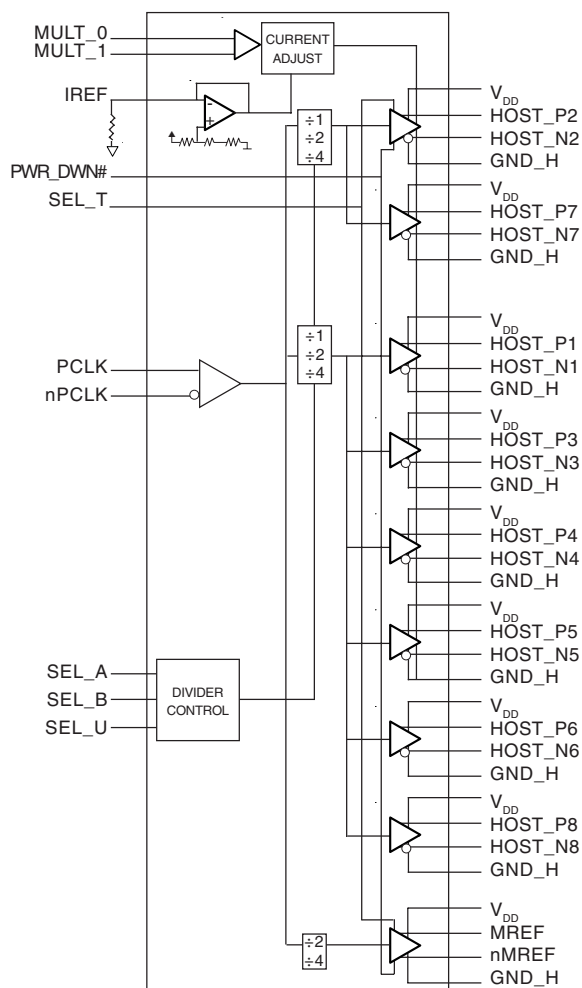 MULT_0
MULT_1
CURRENT
ADJUST
IREF
-
+
÷1
÷2
÷4
PWR_DWN#
SEL_T
VDD
HOST_P2
HOST_N2
GND_H
VDD
HOST_P7
HOST_N7
GND_H
÷1
÷2
÷4
PCLK
nPCLK
VDD
HOST_P1
HOST_N1
GND_H
VDD
HOST_P3
HOST_N3
GND_H
VDD
HOST_P4
HOST_N4
GND_H
VDD
HOST_P5
HOST_N5
GND_H
SEL_A
SEL_B
SEL_U
DIVIDER
CONTROL
VDD
HOST_P6
HOST_N6
GND_H
VDD
HOST_P8
HOST_N8
GND_H
÷2
÷4
VDD
MREF
nMREF
GND_H